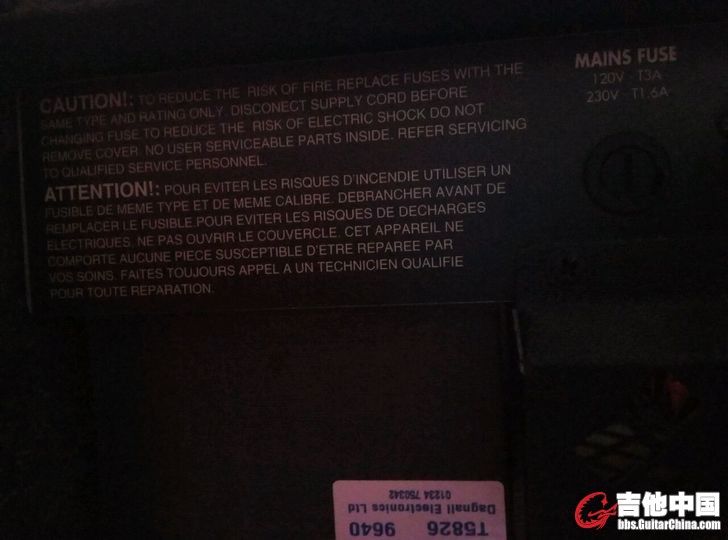 CAUTION!: TO REDUCE THE RISK OF FIRE REPLACE FUSES WITH THE
SAME TYPE AND RATING ONLY. DISCONECT SUPPLY CORD BEFORE
CHANGING FUSE TO REDUCE THE RISK OF ELECTRIC SHOCK DO NOT
REMOVE COVER. NO USER SERVICEABLE PARTS INSIDE. REFER SERVICING
TO QUALIFIED SERVICE PERSONNEL.
ATTENTION!: POUR EVITER LES RISQUES D'INCENDIE UTILISER UN
FUSIBLE DE MEME TYPE ET DE MEME CALIBRE. DEBRANCHER AVANT DE
REMPLACER LE FUSIBLE.POUR EVITER LES RISQUES DE DECHARGES
ELECTRIQUES, NE PAS OUVRIR LE COUVERCLE. CET APPAREIL NE
COMPORTE AUCUNE PIECE SUSCEPTIBLE D'ETRE REPAREE PAR
VOS SOINS. FAITES TOUJOURS APPEL A UN TECHNICIEN QUALIFIE
POUR TOUTE REPARATION.
MAINS FUSE
120V - T3A
230V - T1.6A
T5826 9640
Dagnall Electronics Ltd
01234 750342
吉他中国
bbs.GuitarChina.com